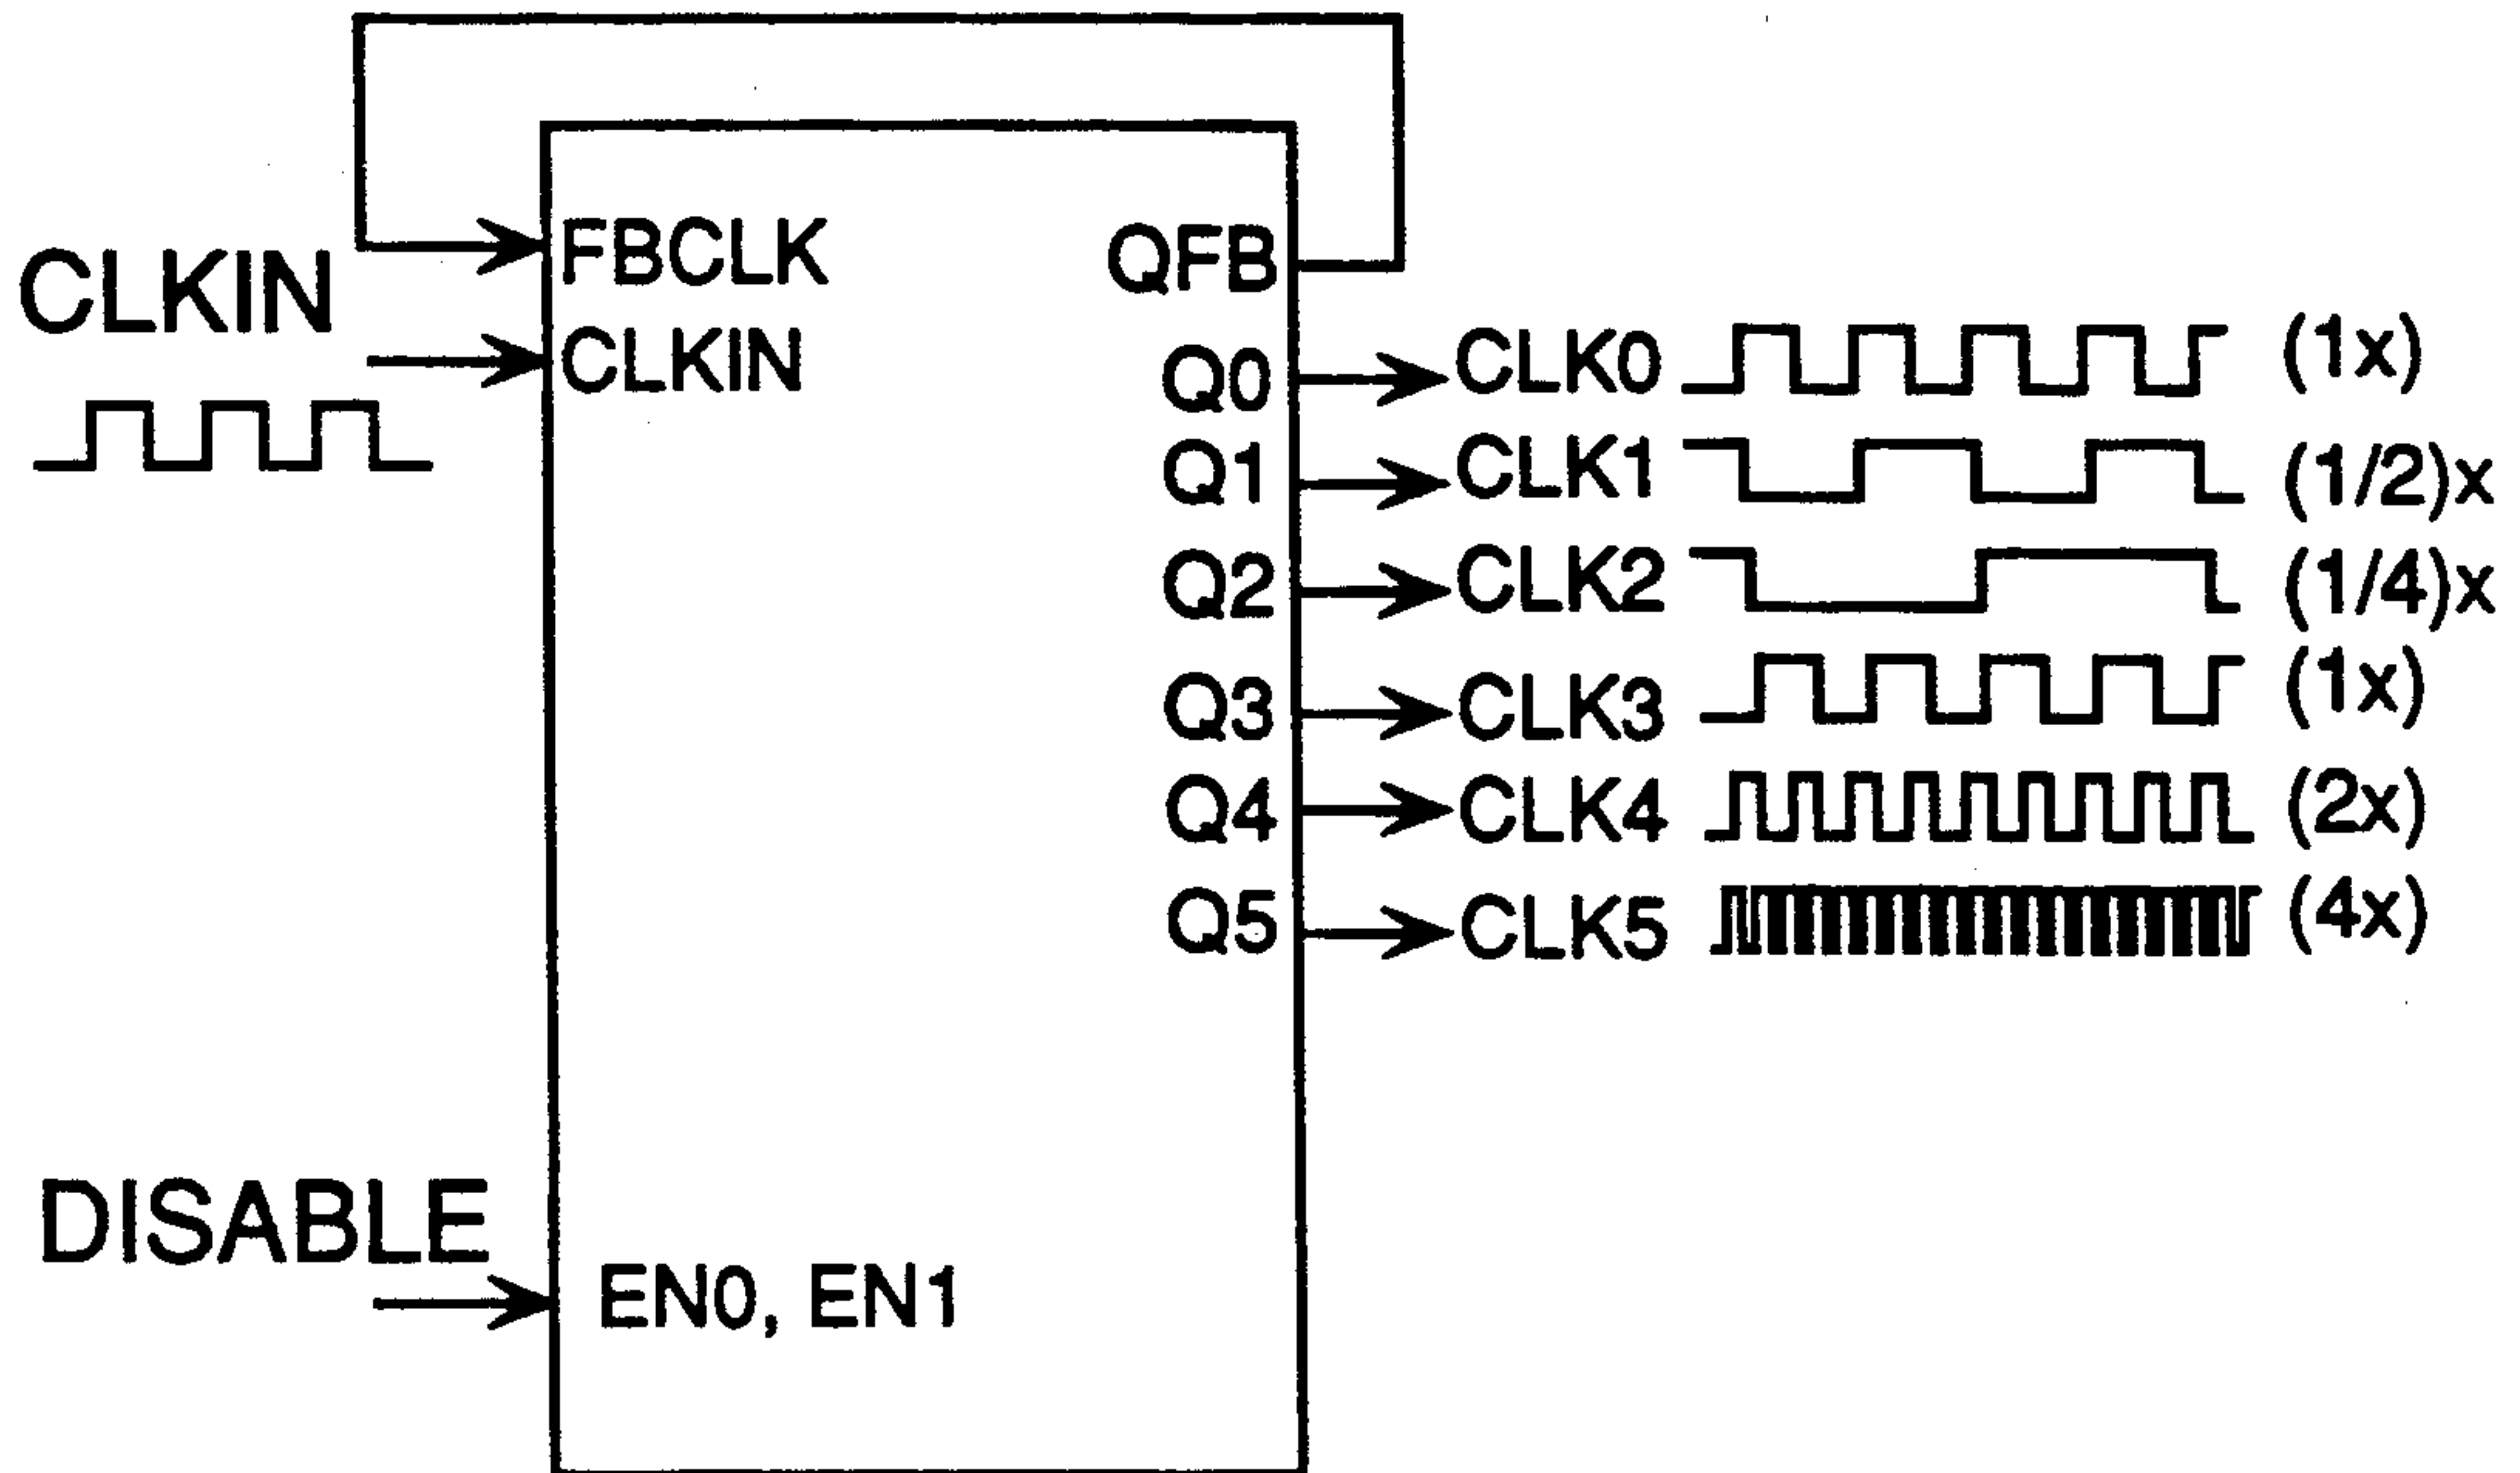 FBCLK
QFB
CLKIN
CLKIN
Q0 CLK0 (1x)
Q1 CLK1 (1/2)x
Q2 CLK2 (1/4)x
Q3 CLK3 (1x)
Q4 CLK4 (2x)
Q5 CLK5 (4x)
DISABLE
EN0, EN1